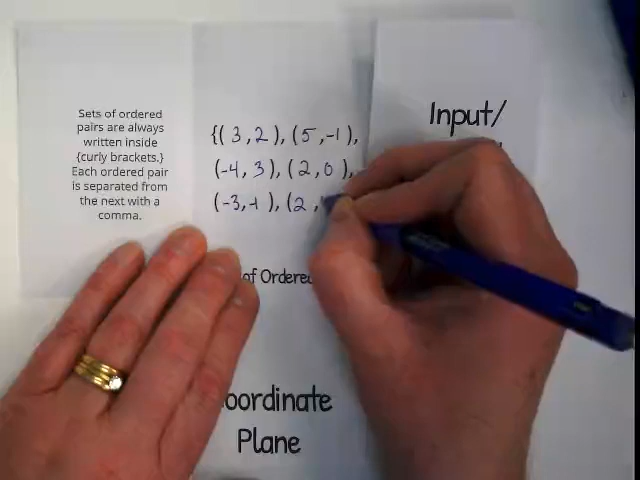 Sets of ordered
pairs are always
written inside
{curly brackets.}
Each ordered pair
is separated from
the next with a
comma.
{( 3 , 2 ), ( 5 , -1 ),
(-4 , 3 ), ( 2 , 0 ),
(-3 , -1 ), ( 2 ,
of Ordered
Input/
oordinate
Plane